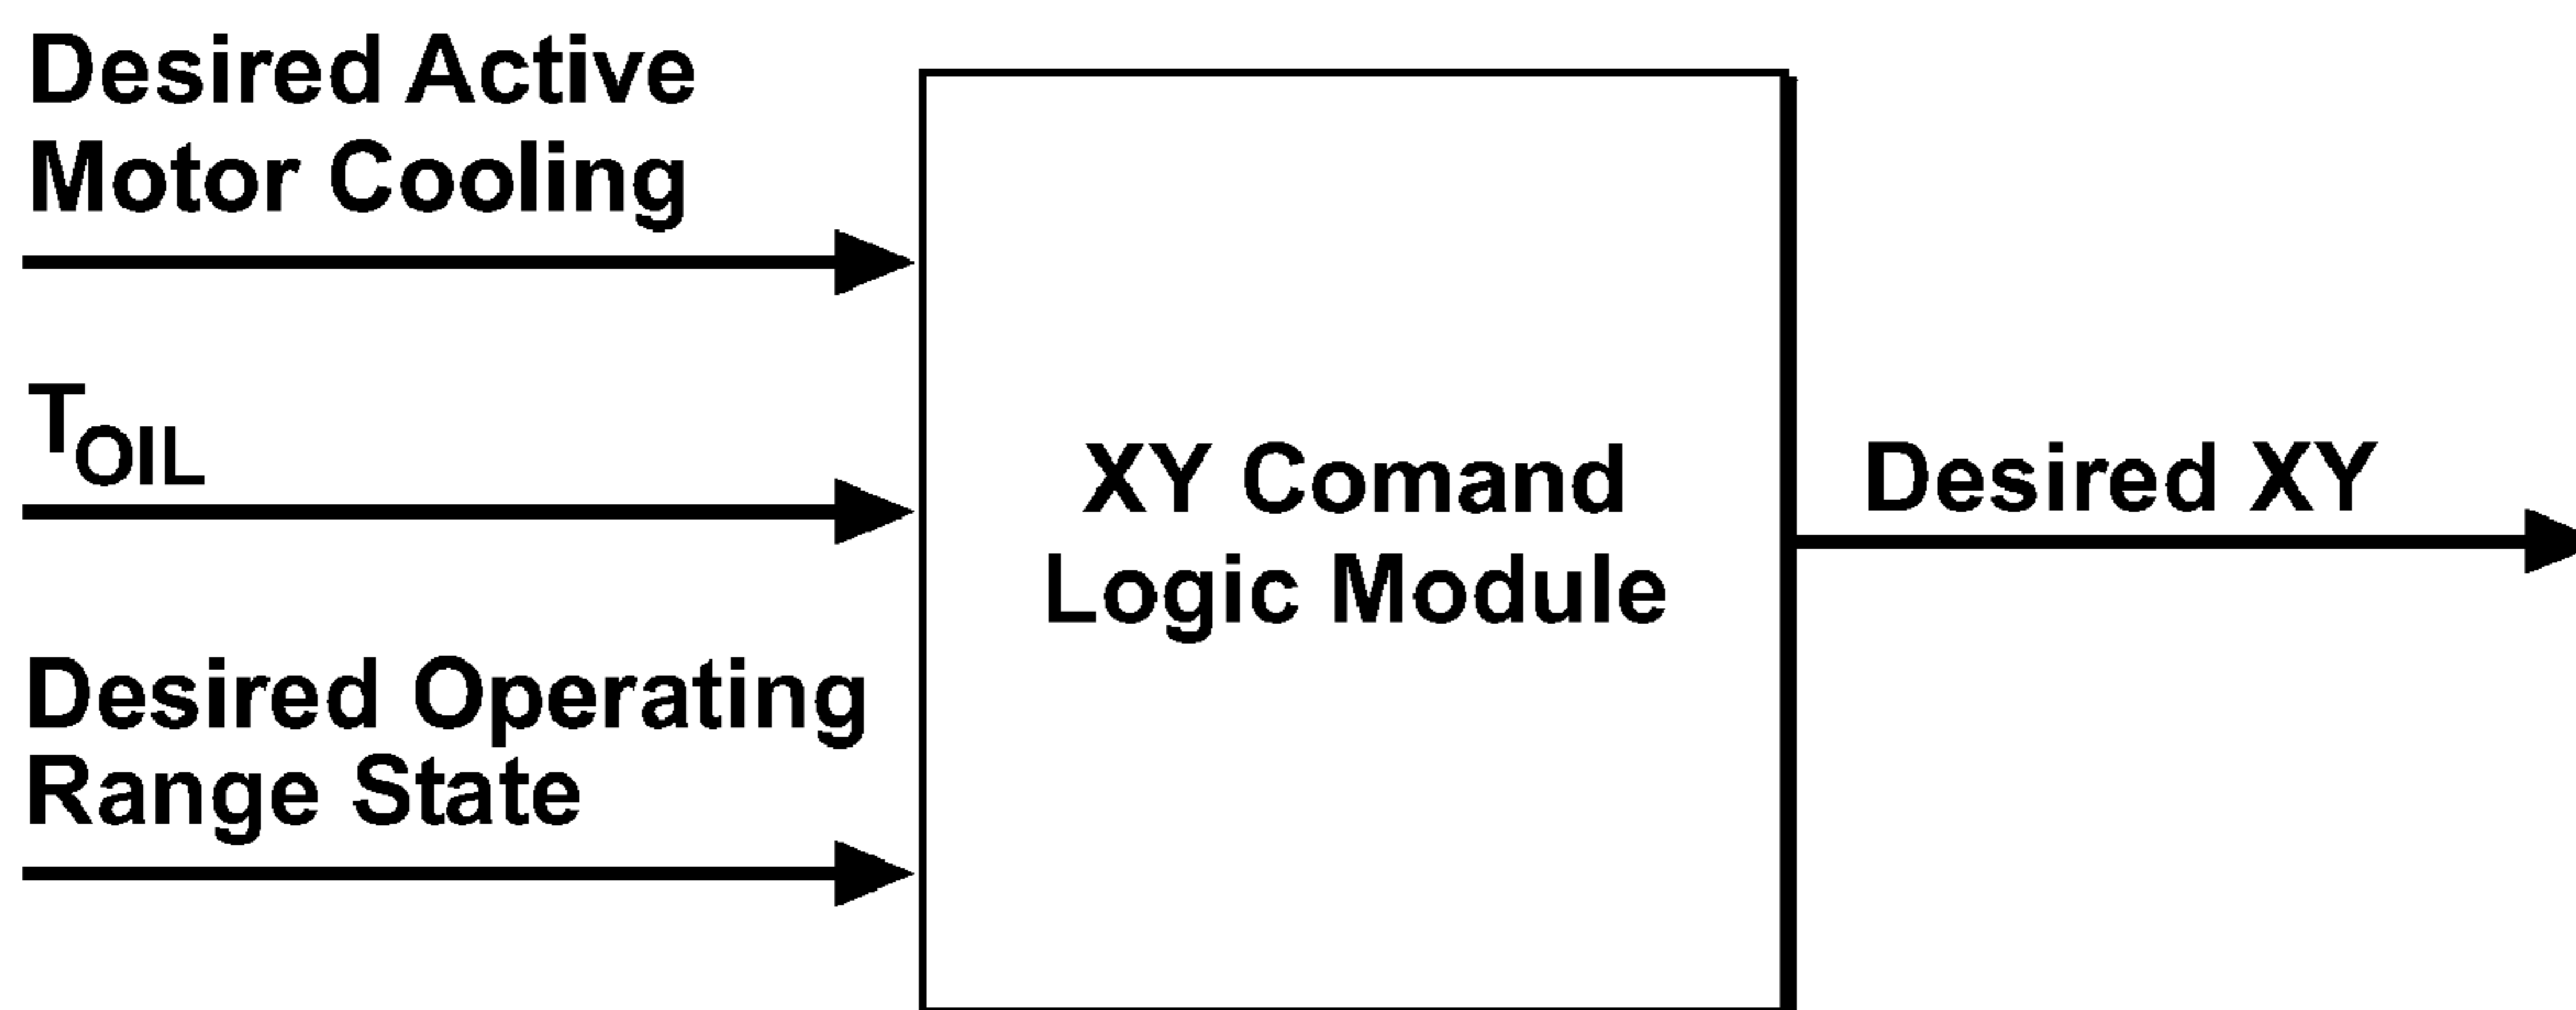 Desired Active
Motor Cooling
TOIL
Desired Operating
Range State
XY Comand
Logic Module
Desired XY